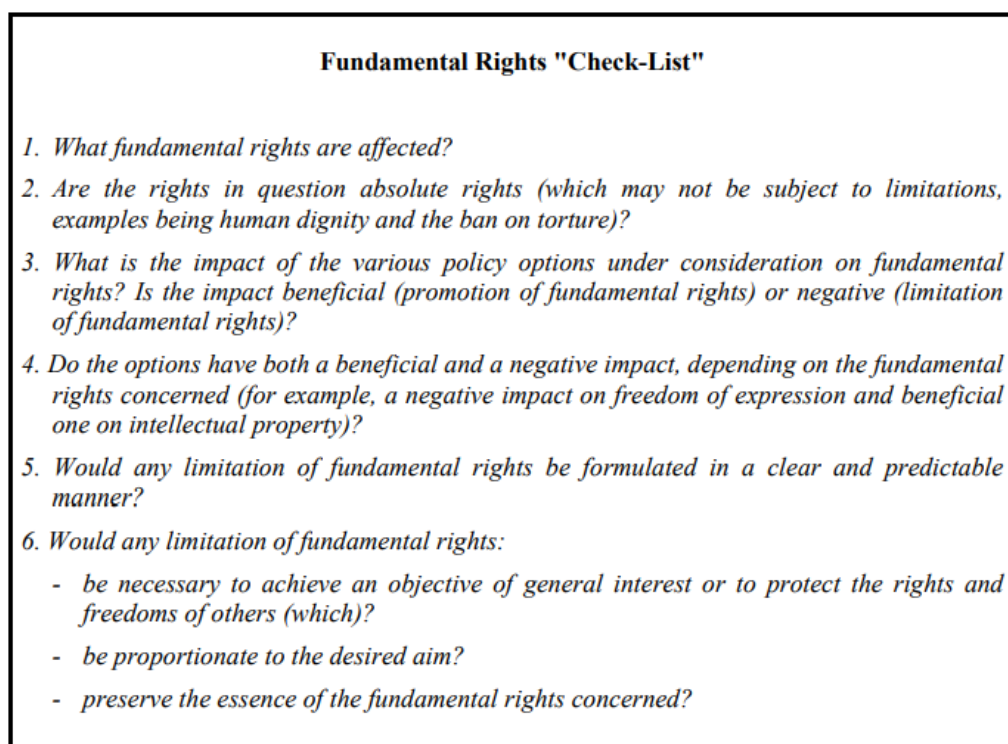 Fundamental Rights "Check-List"
1. What fundamental rights are affected?
2. Are the rights in question absolute rights (which may not be subject to limitations,
examples being human dignity and the ban on torture)?
3. What is the impact of the various policy options under consideration on fundamental
rights? Is the impact beneficial (promotion of fundamental rights) or negative (limitation
of fundamental rights)?
4. Do the options have both a beneficial and a negative impact, depending on the fundamental
rights concerned (for example, a negative impact on freedom of expression and beneficial
one on intellectual property)?
5. Would any limitation of fundamental rights be formulated in a clear and predictable
manner?
6. Would any limitation of fundamental rights:
- be necessary to achieve an objective of general interest or to protect the rights and
freedoms of others (which)?
- be proportionate to the desired aim?
- preserve the essence of the fundamental rights concerned?